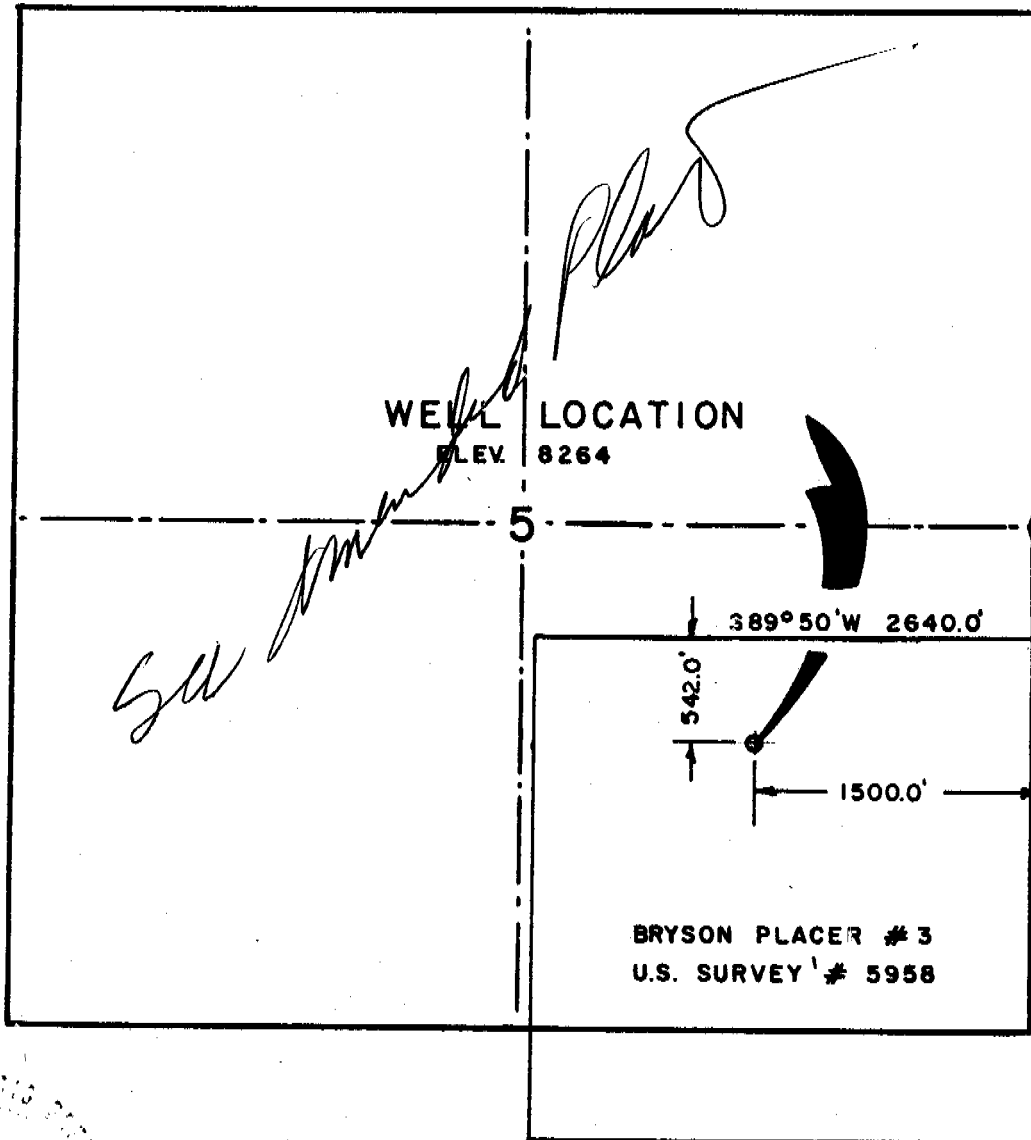 See amended Plat
WELL LOCATION
ELEV. 8264
5
S89°50'W 2640.0'
542.0'
1500.0'
BRYSON PLACER # 3
U.S. SURVEY # 5958